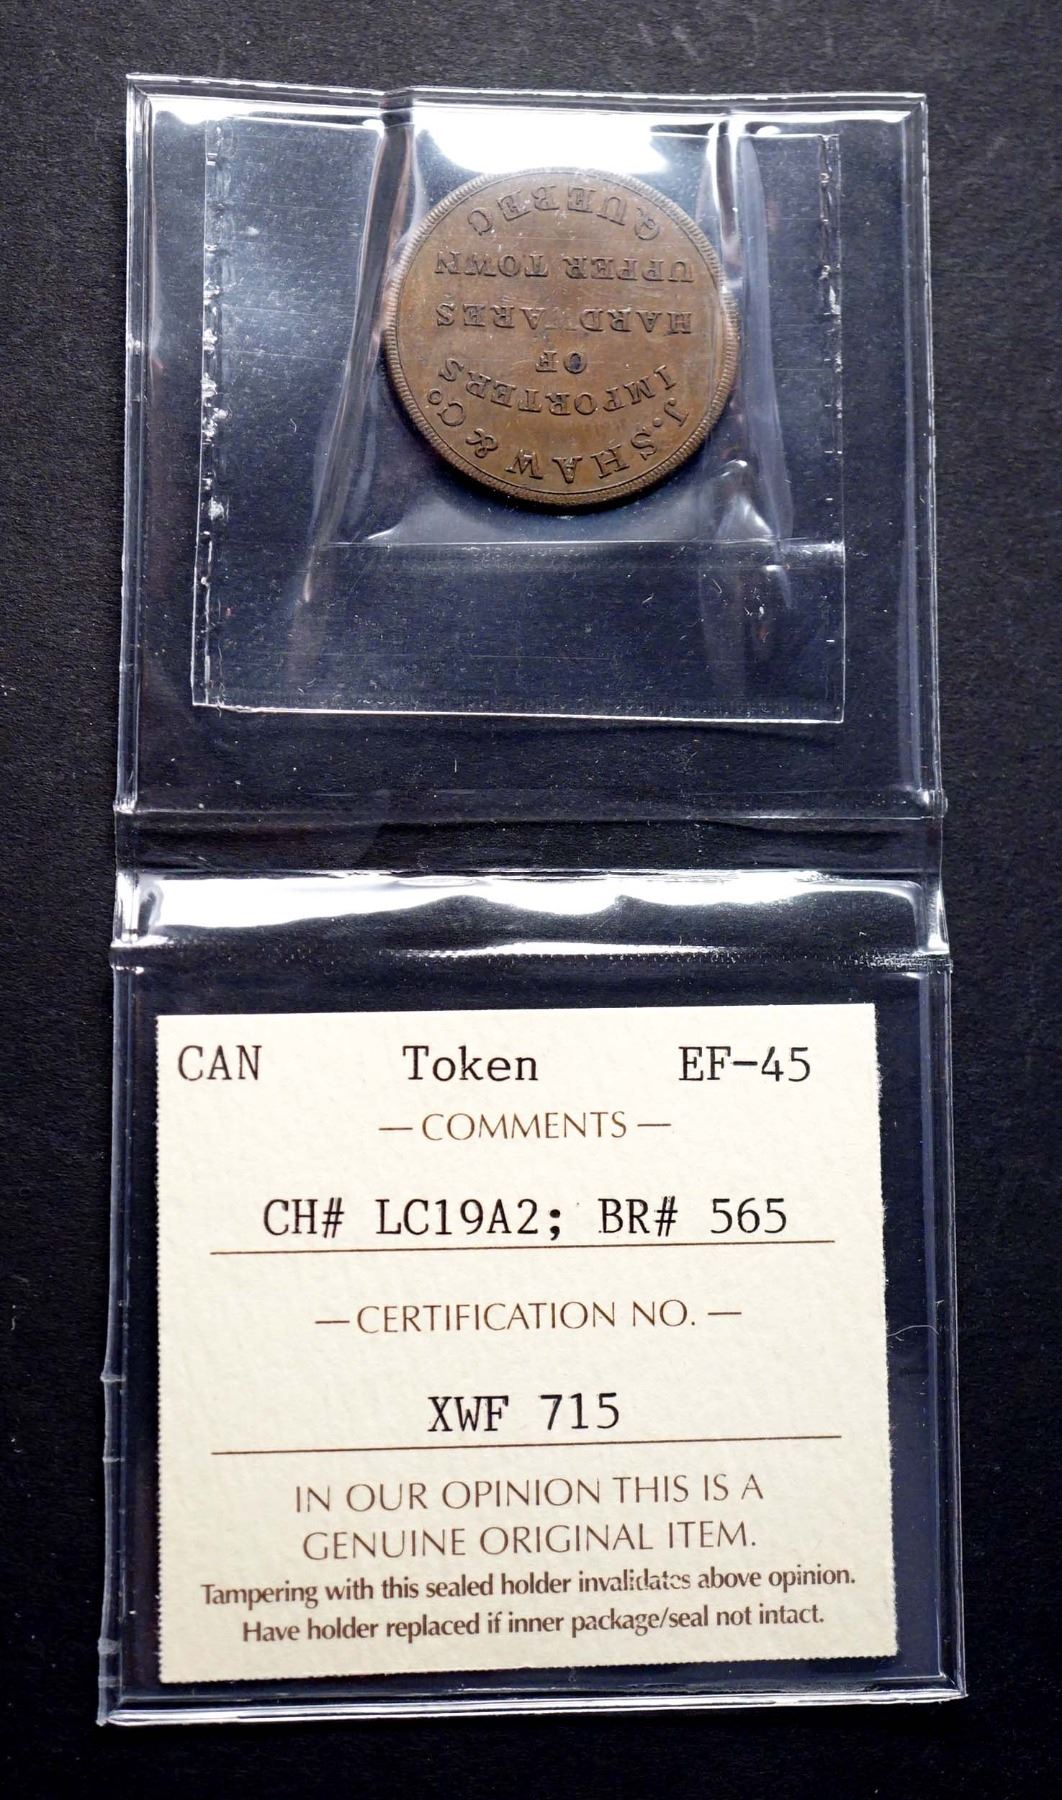 J. SHAW & Co.
IMPORTERS
OF
HARDWARES
UPPER TOWN
QUEBEC
CAN Token EF-45
— COMMENTS —
CH# LC19A2; BR# 565
— CERTIFICATION NO. —
XWF 715
IN OUR OPINION THIS IS A
GENUINE ORIGINAL ITEM.
Tampering with this sealed holder invalidates above opinion.
Have holder replaced if inner package/seal not intact.